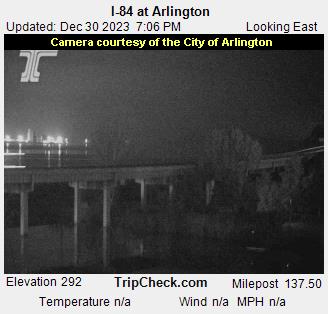 I-84 at Arlington
Updated: Dec 30 2023 7:06 PM Looking East
Camera courtesy of the City of Arlington
Elevation 292 TripCheck.com Milepost 137.50
Temperature n/a Wind n/a MPH n/a